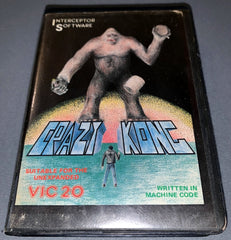 INTERCEPTOR
SOFTWARE
CRAZY KONG
SUITABLE FOR THE
UNEXPANDED
VIC 20
WRITTEN IN
MACHINE CODE